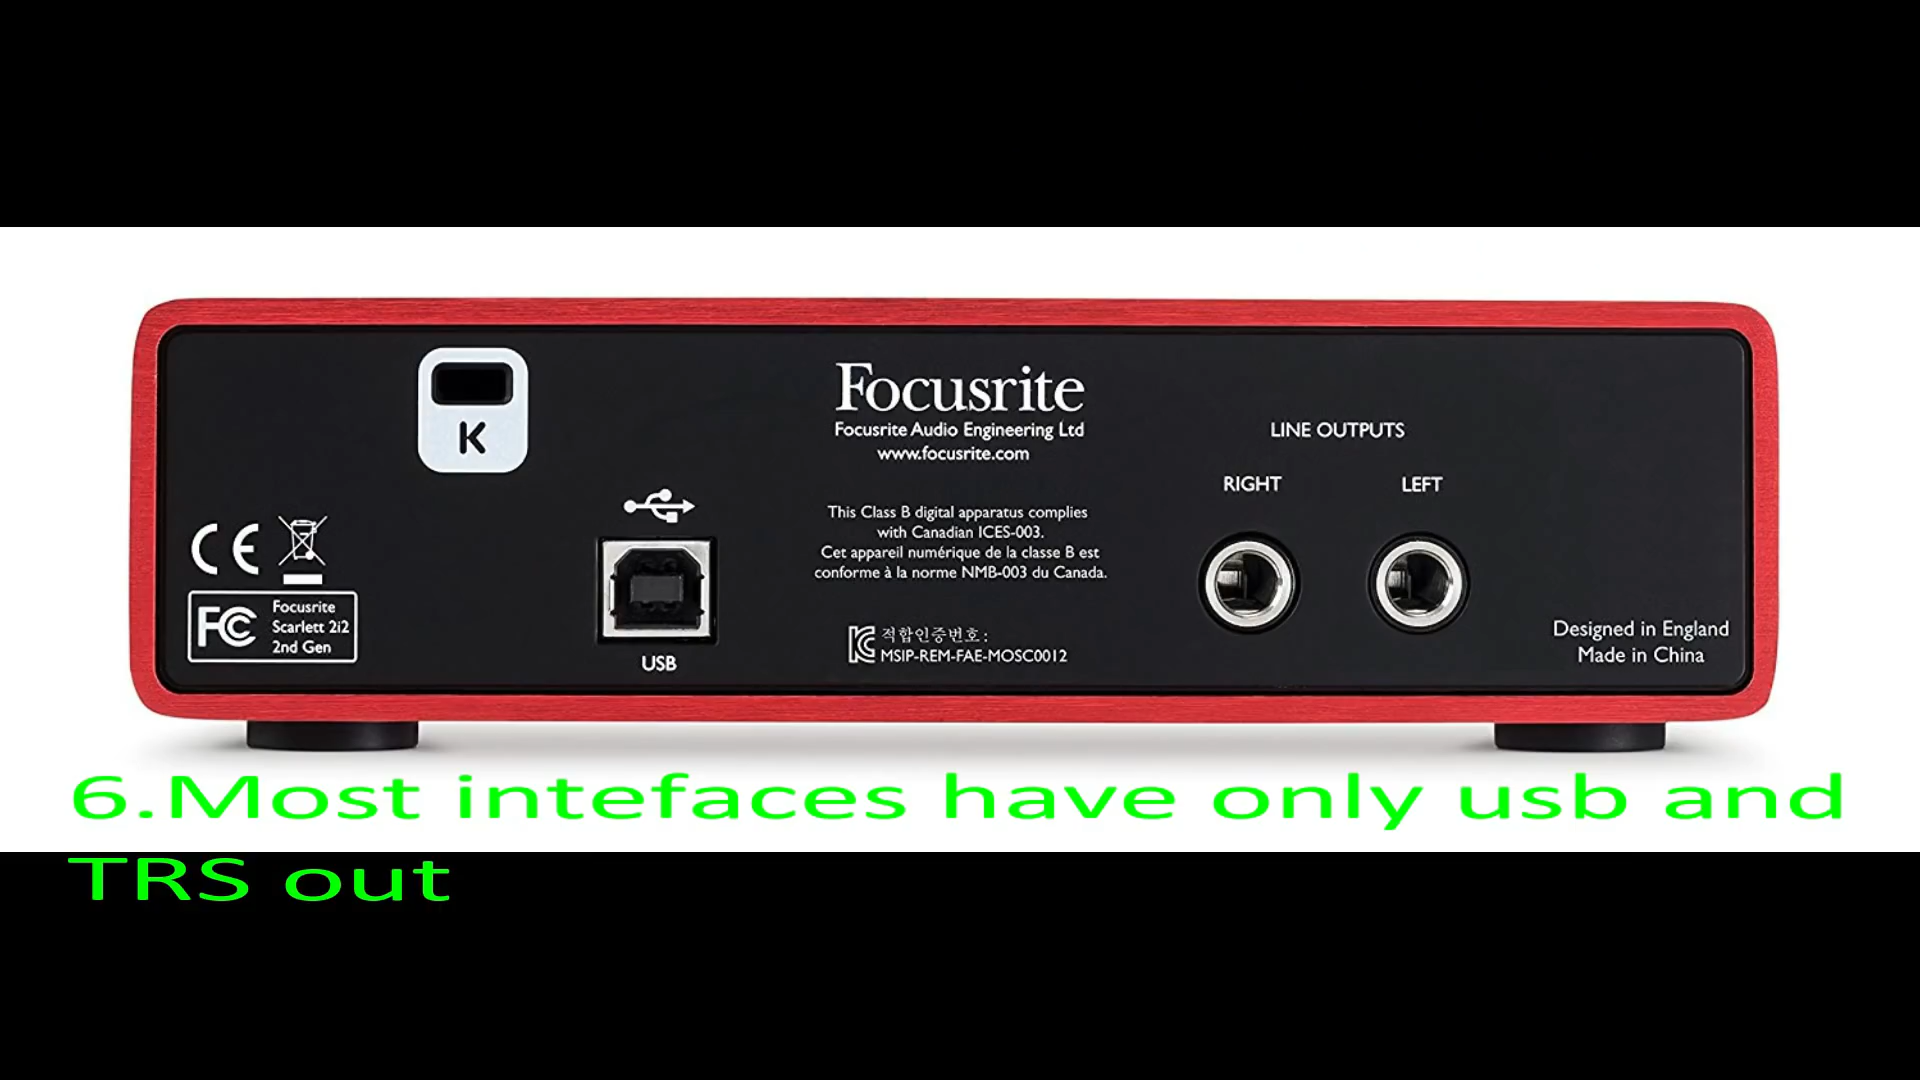 K
Focusrite
Focusrite Audio Engineering Ltd
www.focusrite.com
LINE OUTPUTS
RIGHT LEFT
This Class B digital apparatus complies
with Canadian ICES-003.
Cet appareil numérique de la classe B est
conforme à la norme NMB-003 du Canada.
CE
FC
Focusrite
Scarlett 2i2
2nd Gen
USB
적합인증번호:
MSIP-REM-FAE-MOSC0012
Designed in England
Made in China
6.Most intefaces have only usb and
TRS out